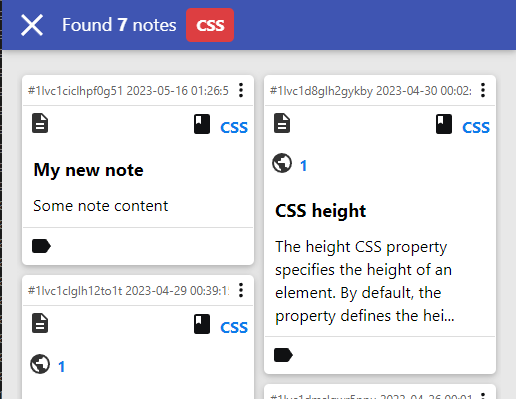 Found 7 notes CSS
#1lvc1ciclhpf0g51 2023-05-16 01:26:5
CSS
My new note
Some note content
#1lvc1clglh12to1t 2023-04-29 00:39:1
CSS
1
#1lvc1d8glh2gykby 2023-04-30 00:02:
CSS
1
CSS height
The height CSS property
specifies the height of an
element. By default, the
property defines the hei...